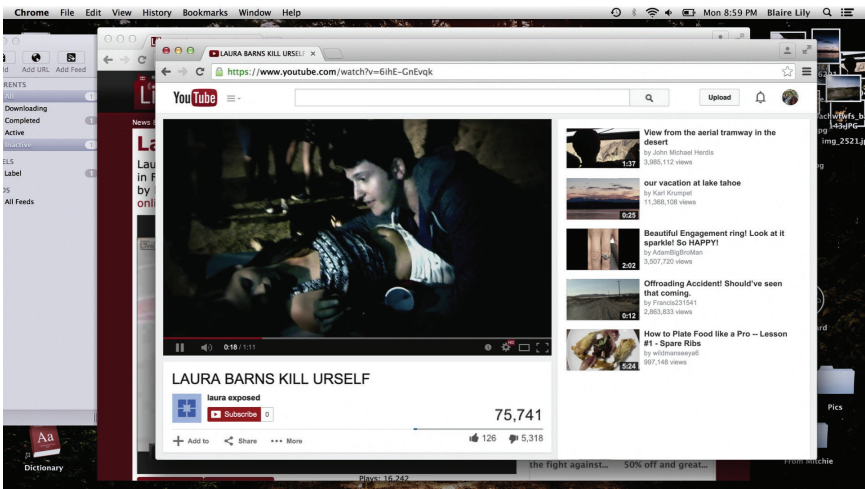 Chrome File Edit View History Bookmarks Window Help
Mon 8:59 PM Blaire Lily
Add URL Add Feed
Downloading
Completed 1
Active
Inactive 1
Label
All Feeds
LAURA BARNS KILL URSELF
https://www.youtube.com/watch?v=6ihE-GnEvqk
YouTube
Upload
News
0:18 / 1:11
LAURA BARNS KILL URSELF
laura exposed
Subscribe 0
75,741
Add to Share More
126 5,318
View from the aerial tramway in the
desert
by John Michael Herdis
3,985,112 views
1:37
our vacation at lake tahoe
by Karl Krumpet
11,368,108 views
0:25
Beautiful Engagement ring! Look at it
sparkle! So HAPPY!
by AdamBigBroMan
3,507,720 views
2:02
Offroading Accident! Should've seen
that coming.
by Francis231541
2,863,833 views
0:12
How to Plate Food like a Pro -- Lesson
#1 - Spare Ribs
by wildmanseeya6
997,148 views
5:24
img_2521.j
Pics
From Mitchie
Aa
Dictionary
Plays: 16,242
the fight against... 50% off and great...